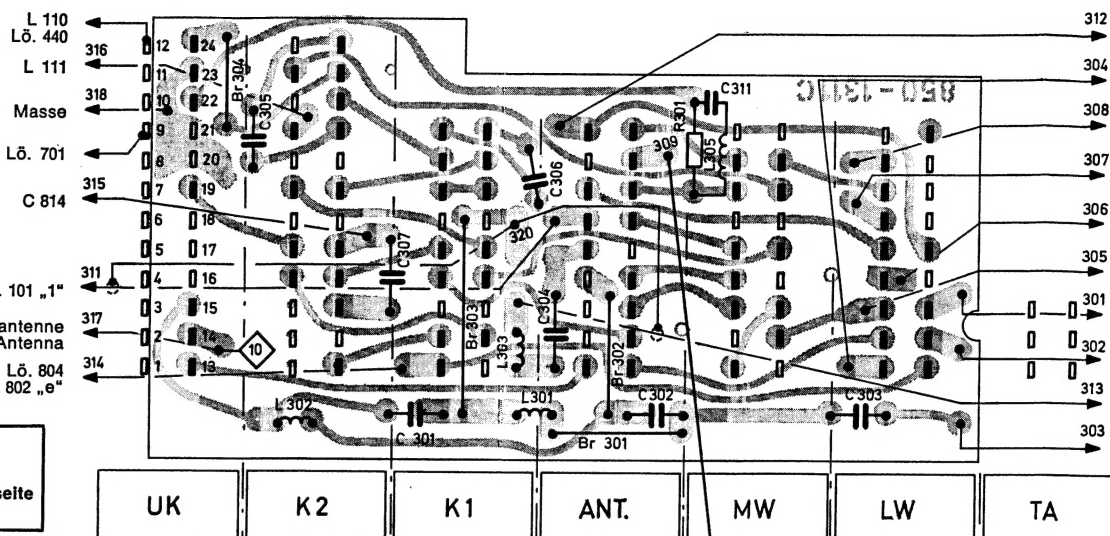 L 110
Lö. 440
316
L 111
318
Masse
Lö. 701
315
C 814
311
101 „1"
antenne
317
Antenna
Lö. 804
314
802 „e"
seite
12
11
10
9
8
7
6
5
4
3
2
1
24
23
22
21
20
19
18
17
16
15
14
13
10
Br 304
C305
C307
L302
C 301
Br 303
L303
C304
320
C306
L301
Br 302
C302
Br 301
309
R301
L305
C311
850-1311C
C303
312
304
308
307
306
305
301
302
313
303
UK
K2
K1
ANT.
MW
LW
TA